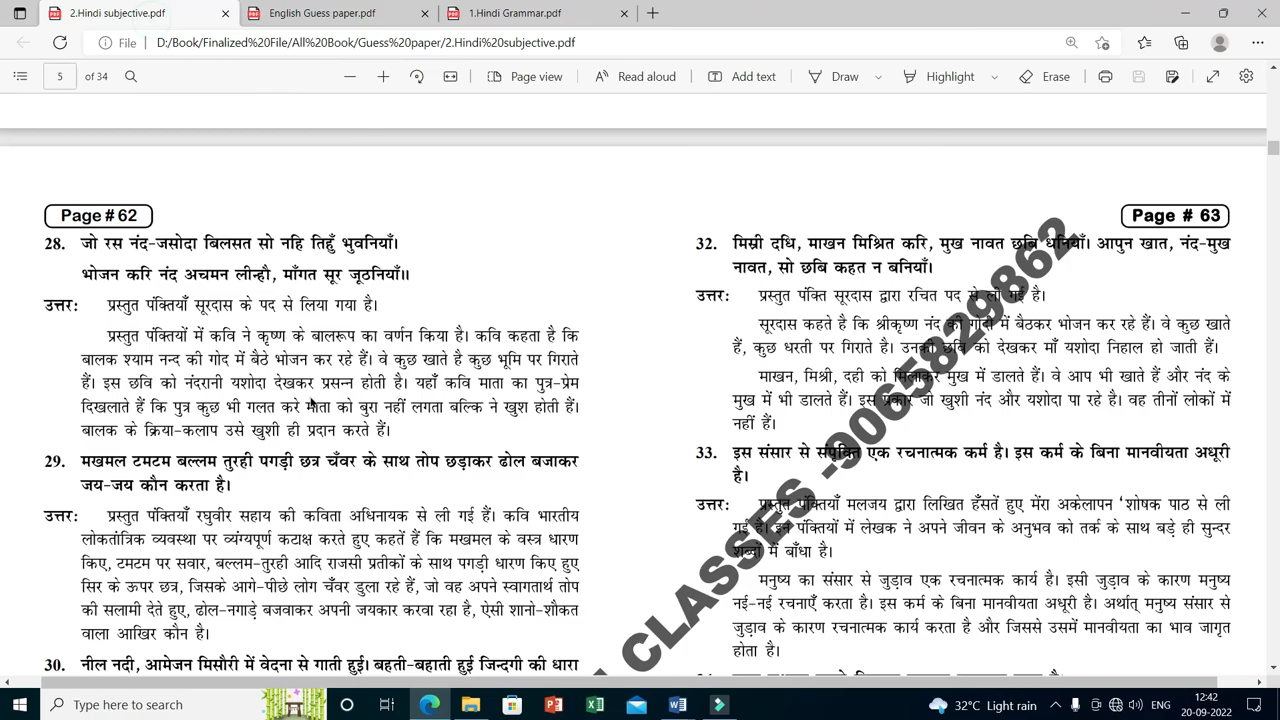 2.Hindi subjective.pdf
English Guess paper.pdf
1.Hindi Grammar.pdf
File
D:/Book/Finalized%20File/All%20Book/Guess%20paper/2.Hindi%20subjective.pdf
5 of 34
Page view
Read aloud
Add text
Draw
Highlight
Erase
Page # 62
28. जो रस नंद-जसोदा बिलसत सो नहि तिहुँ भुवनियाँ।
भोजन करि नंद अचमन लीन्हौ, माँगत सूर जूठनियाँ॥
उत्तर: प्रस्तुत पंक्तियाँ सूरदास के पद से लिया गया है।
प्रस्तुत पंक्तियों में कवि ने कृष्ण के बालरूप का वर्णन किया है। कवि कहता है कि
बालक श्याम नन्द की गोद में बैठे भोजन कर रहे हैं। वे कुछ खाते है कुछ भूमि पर गिराते
हैं। इस छवि को नंदरानी यशोदा देखकर प्रसन्न होती है। यहाँ कवि माता का पुत्र-प्रेम
दिखलाते हैं कि पुत्र कुछ भी गलत करे माता को बुरा नहीं लगता बल्कि ने खुश होती हैं।
बालक के क्रिया-कलाप उसे खुशी ही प्रदान करते हैं।
29. मखमल टमटम बल्लम तुरही पगड़ी छत्र चँवर के साथ तोप छड़ाकर ढोल बजाकर
जय-जय कौन करता है।
उत्तर: प्रस्तुत पंक्तियाँ रघुवीर सहाय की कविता अधिनायक से ली गई हैं। कवि भारतीय
लोकतांत्रिक व्यवस्था पर व्यंग्यपूर्ण कटाक्ष करते हुए कहतें हैं कि मखमल के वस्त्र धारण
किए, टमटम पर सवार, बल्लम-तुरही आदि राजसी प्रतीकों के साथ पगड़ी धारण किए हुए
सिर के ऊपर छत्र, जिसके आगे-पीछे लोग चँवर डुला रहे हैं, जो वह अपने स्वागतार्थ तोप
की सलामी देते हुए, ढोल-नगाड़े बजवाकर अपनी जयकार करवा रहा है, ऐसी शानो-शौकत
वाला आखिर कौन है।
30. नील नदी, आमेजन मिसौरी में वेदना से गाती हुई। बहती-बहाती हुई जिन्दगी की धारा
Page # 63
32. मिस्री दधि, माखन मिश्रित करि, मुख नावत छबि धनियाँ। आपुन खात, नंद-मुख
नावत, सो छबि कहत न बनियाँ।
उत्तर: प्रस्तुत पंक्ति सूरदास द्वारा रचित पद से ली गई है।
सूरदास कहते है कि श्रीकृष्ण नंद की गोदी में बैठकर भोजन कर रहे हैं। वे कुछ खाते
हैं, कुछ धरती पर गिराते है। उनकी छवि को देखकर माँ यशोदा निहाल हो जाती हैं।
माखन, मिश्री, दही को मिलाकर मुख में डालते हैं। वे आप भी खाते हैं और नंद के
मुख में भी डालते हैं। इस प्रकार जो खुशी नंद और यशोदा पा रहे है। वह तीनों लोकों में
नहीं हैं।
33. इस संसार से संपृक्ति एक रचनात्मक कर्म है। इस कर्म के बिना मानवीयता अधूरी
है।
उत्तर: प्रस्तुत पंक्तियाँ मलजय द्वारा लिखित हँसतें हुए मेंरा अकेलापन 'शोषक पाठ से ली
गई है। इन पंक्तियों में लेखक ने अपने जीवन के अनुभव को तर्क के साथ बड़े ही सुन्दर
शब्दों में बाँधा है।
मनुष्य का संसार से जुड़ाव एक रचनात्मक कार्य है। इसी जुड़ाव के कारण मनुष्य
नई-नई रचनाएँ करता है। इस कर्म के बिना मानवीयता अधूरी है। अर्थात् मनुष्य संसार से
जुड़ाव के कारण रचनात्मक कार्य करता है और जिससे उसमें मानवीयता का भाव जागृत
होता है।
CLASSES -9065829862
Type here to search
32°C Light rain
ENG
12:42
20-09-2022